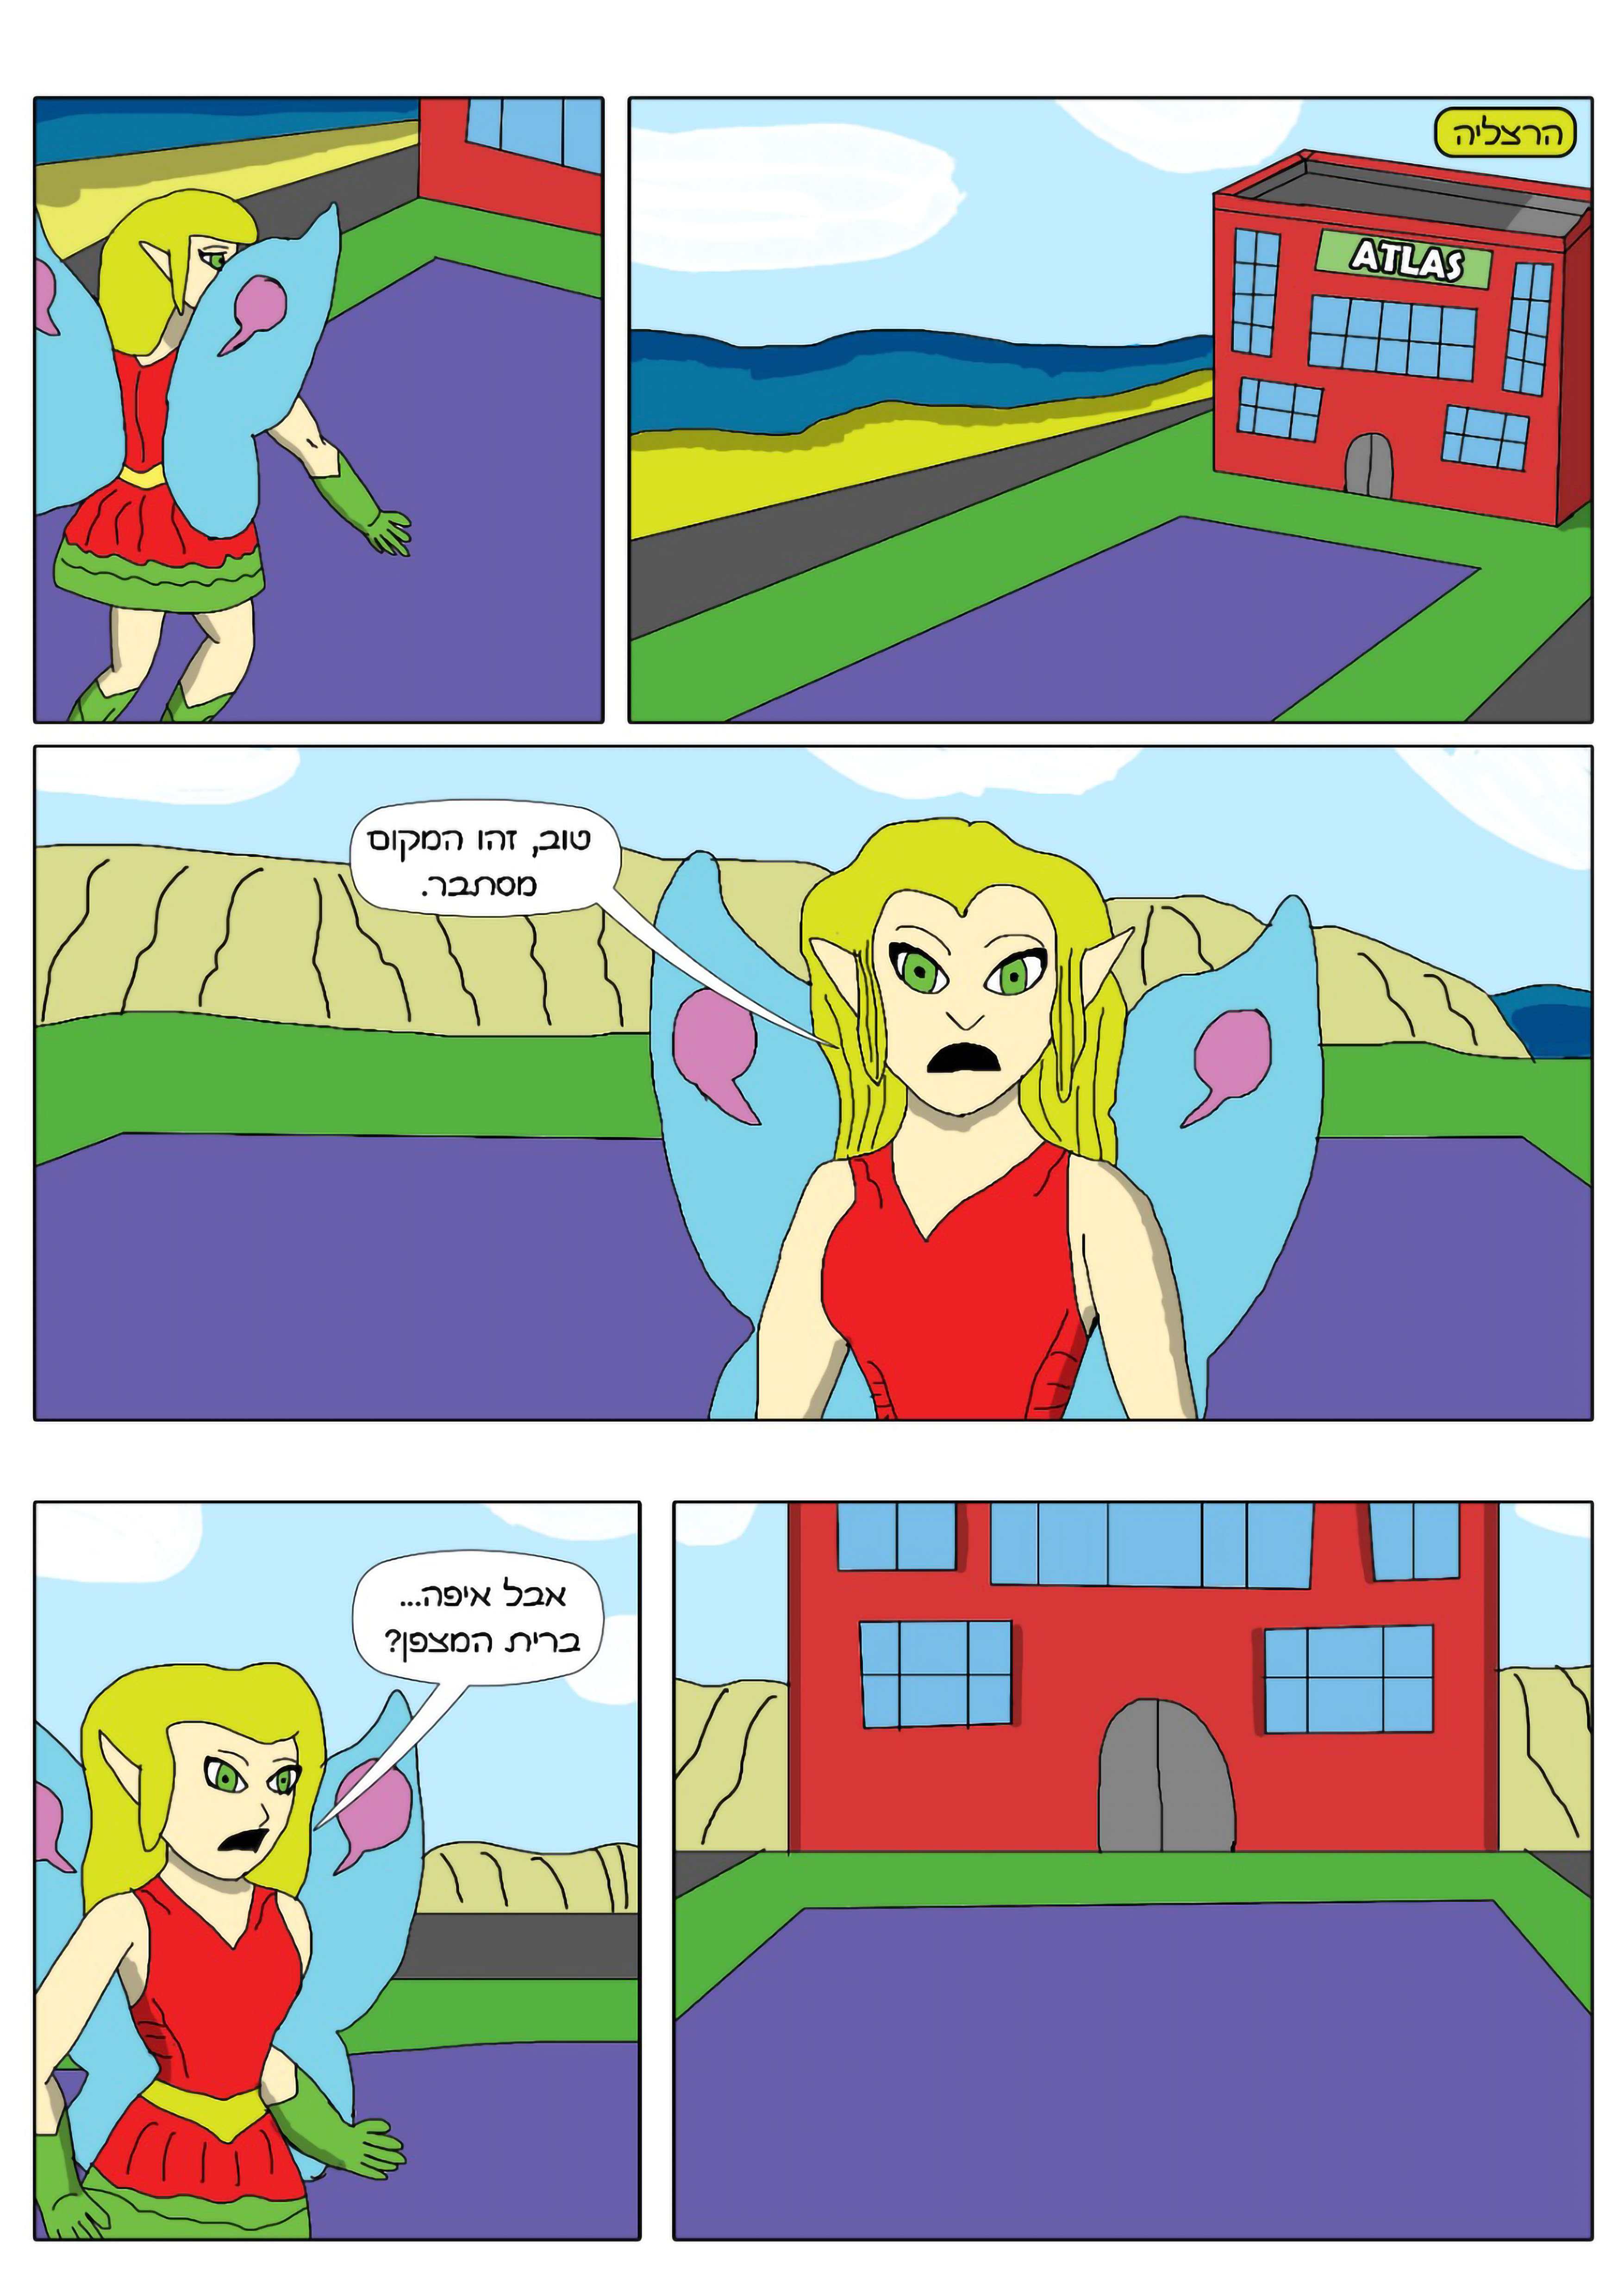 הרצליה
ATLAS
טוב, זהו המקום
מסתבר.
אבל איפה...
ברית המצפן?